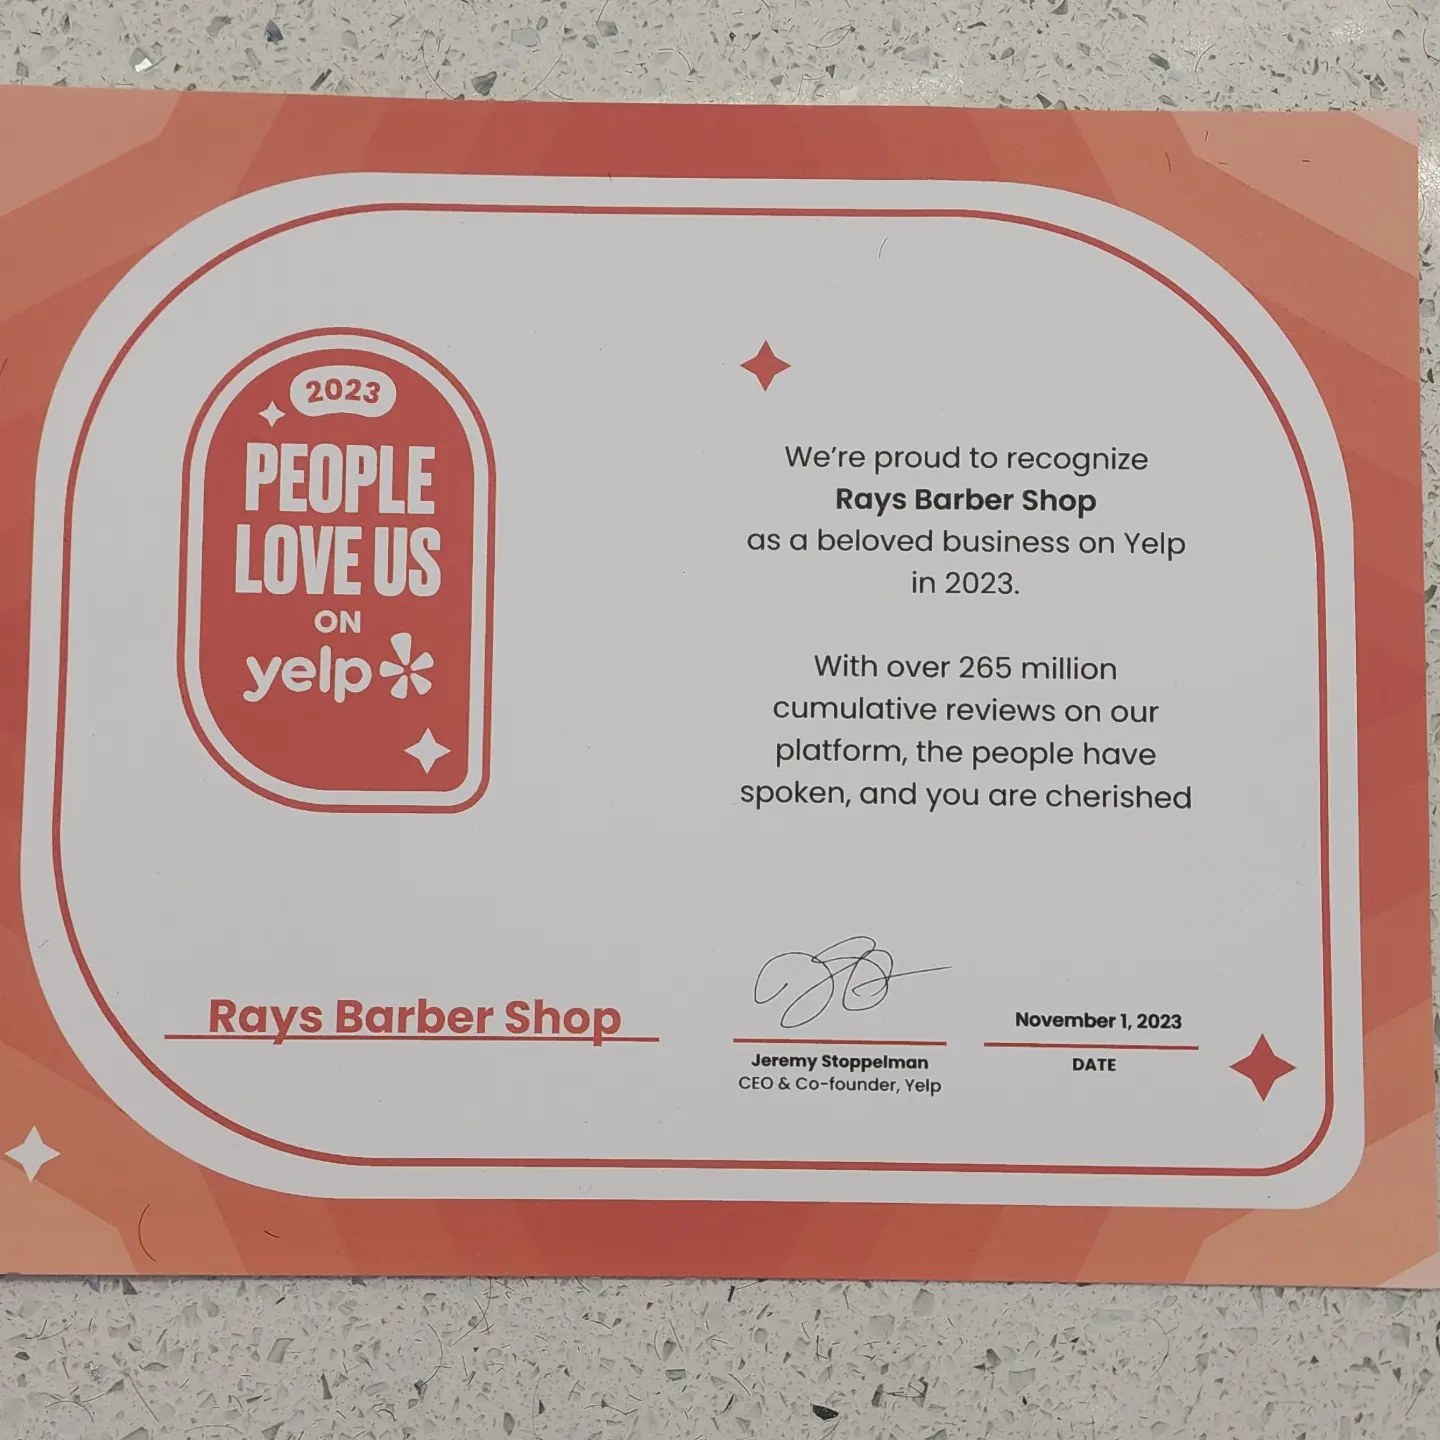 2023
PEOPLE
LOVE US
ON
yelp
We're proud to recognize
Rays Barber Shop
as a beloved business on Yelp
in 2023.
With over 265 million
cumulative reviews on our
platform, the people have
spoken, and you are cherished
Rays Barber Shop
Jeremy Stoppelman
CEO & Co-founder, Yelp
November 1, 2023
DATE